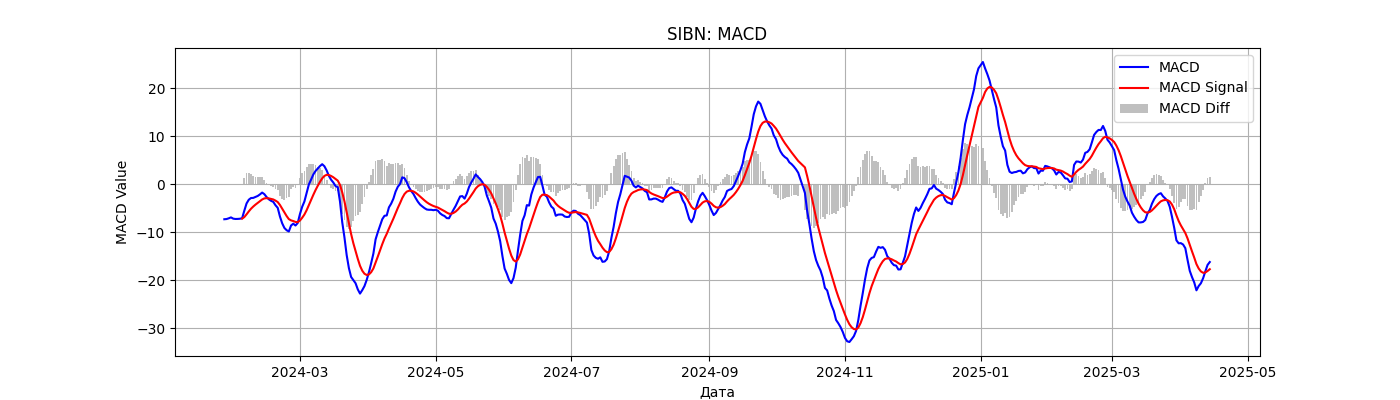 SIBN: MACD
MACD
MACD Signal
MACD Diff
MACD Value
20
10
0
−10
−20
−30
2024-03
2024-05
2024-07
2024-09
2024-11
2025-01
2025-03
2025-05
Дата